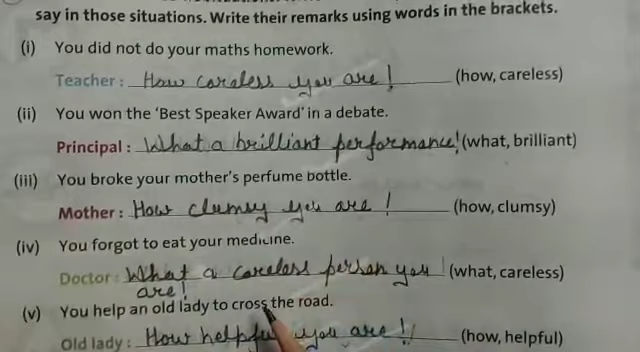 say in those situations. Write their remarks using words in the brackets.
(i) You did not do your maths homework.
Teacher : How careless you are! (how, careless)
(ii) You won the ‘Best Speaker Award’ in a debate.
Principal : What a brilliant performance! (what, brilliant)
(iii) You broke your mother's perfume bottle.
Mother : How clumsy you are ! (how, clumsy)
(iv) You forgot to eat your medicine.
Doctor : What a careless person you (what, careless)
are!
(v) You help an old lady to cross the road.
Old lady : How helpful you are ! (how, helpful)